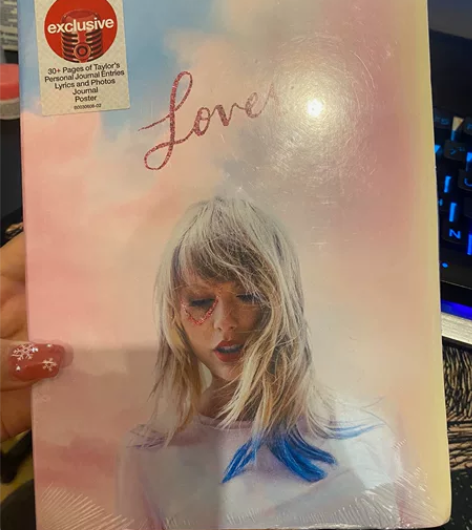 exclusive
30+ Pages of Taylor's
Personal Journal Entries
Lyrics and Photos
Journal
Poster
Lover
N